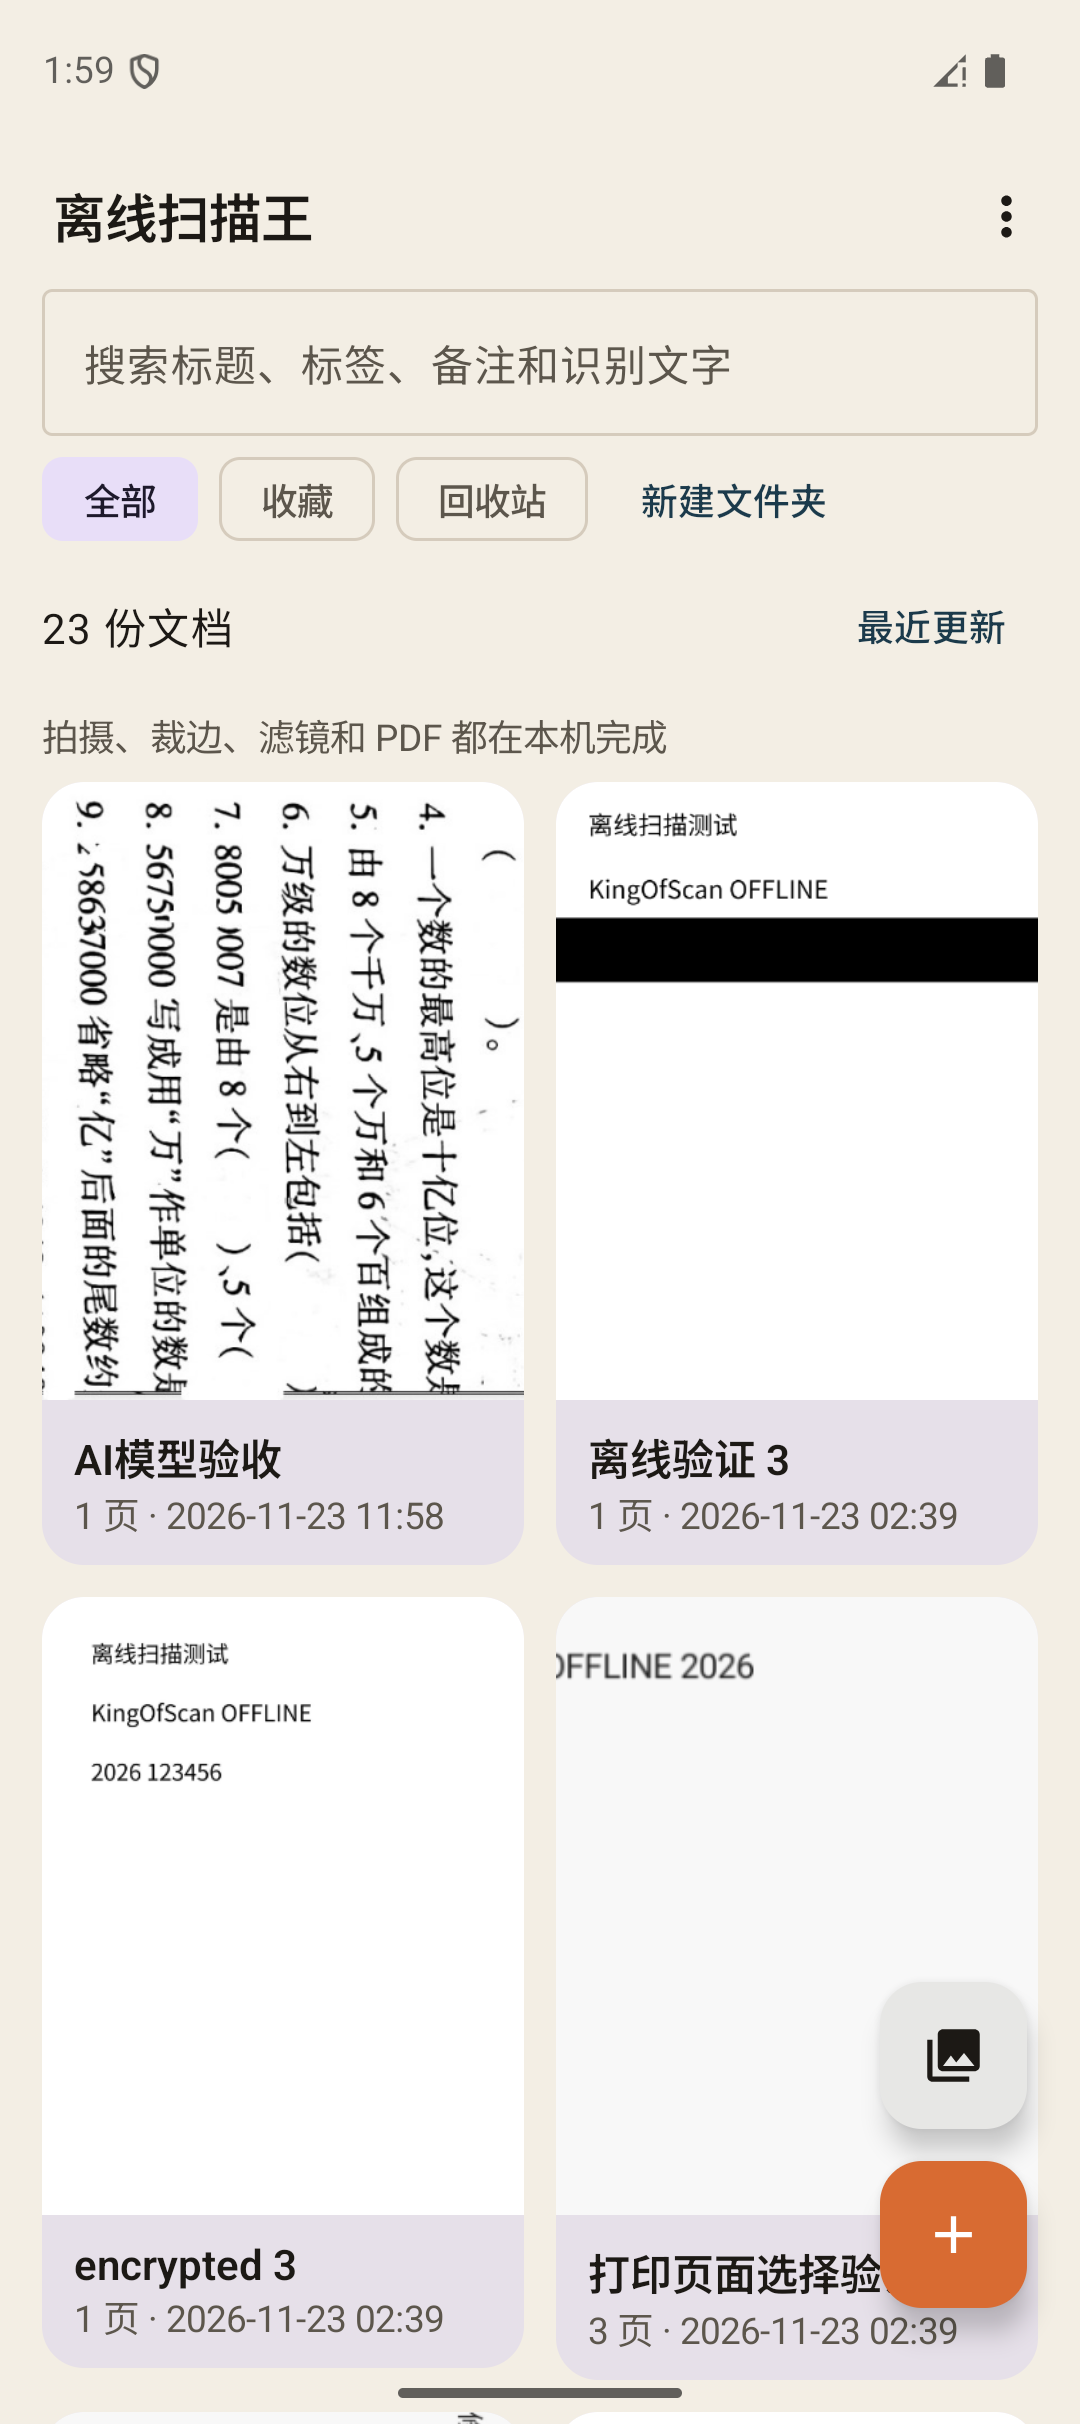 1:59
离线扫描王
搜索标题、标签、备注和识别文字
全部 收藏 回收站 新建文件夹
23 份文档 最近更新
拍摄、裁边、滤镜和 PDF 都在本机完成
( )。
4. 一个数的最高位是十亿位,这个数
5. 由 8 个千万、5 个万和 6 个百组成的
6. 万级的数位从右到左包括( )
7. 8005 是由 8 个( )、5 个(
8. 写成用“万”作单位的数
9. 省略“亿”后面的尾数约
AI模型验收
1 页 · 2026-11-23 11:58
离线扫描测试
KingOfScan OFFLINE
离线验证 3
1 页 · 2026-11-23 02:39
离线扫描测试
KingOfScan OFFLINE
2026 123456
encrypted 3
1 页 · 2026-11-23 02:39
OFFLINE 2026
打印页面选择验
3 页 · 2026-11-23 02:39